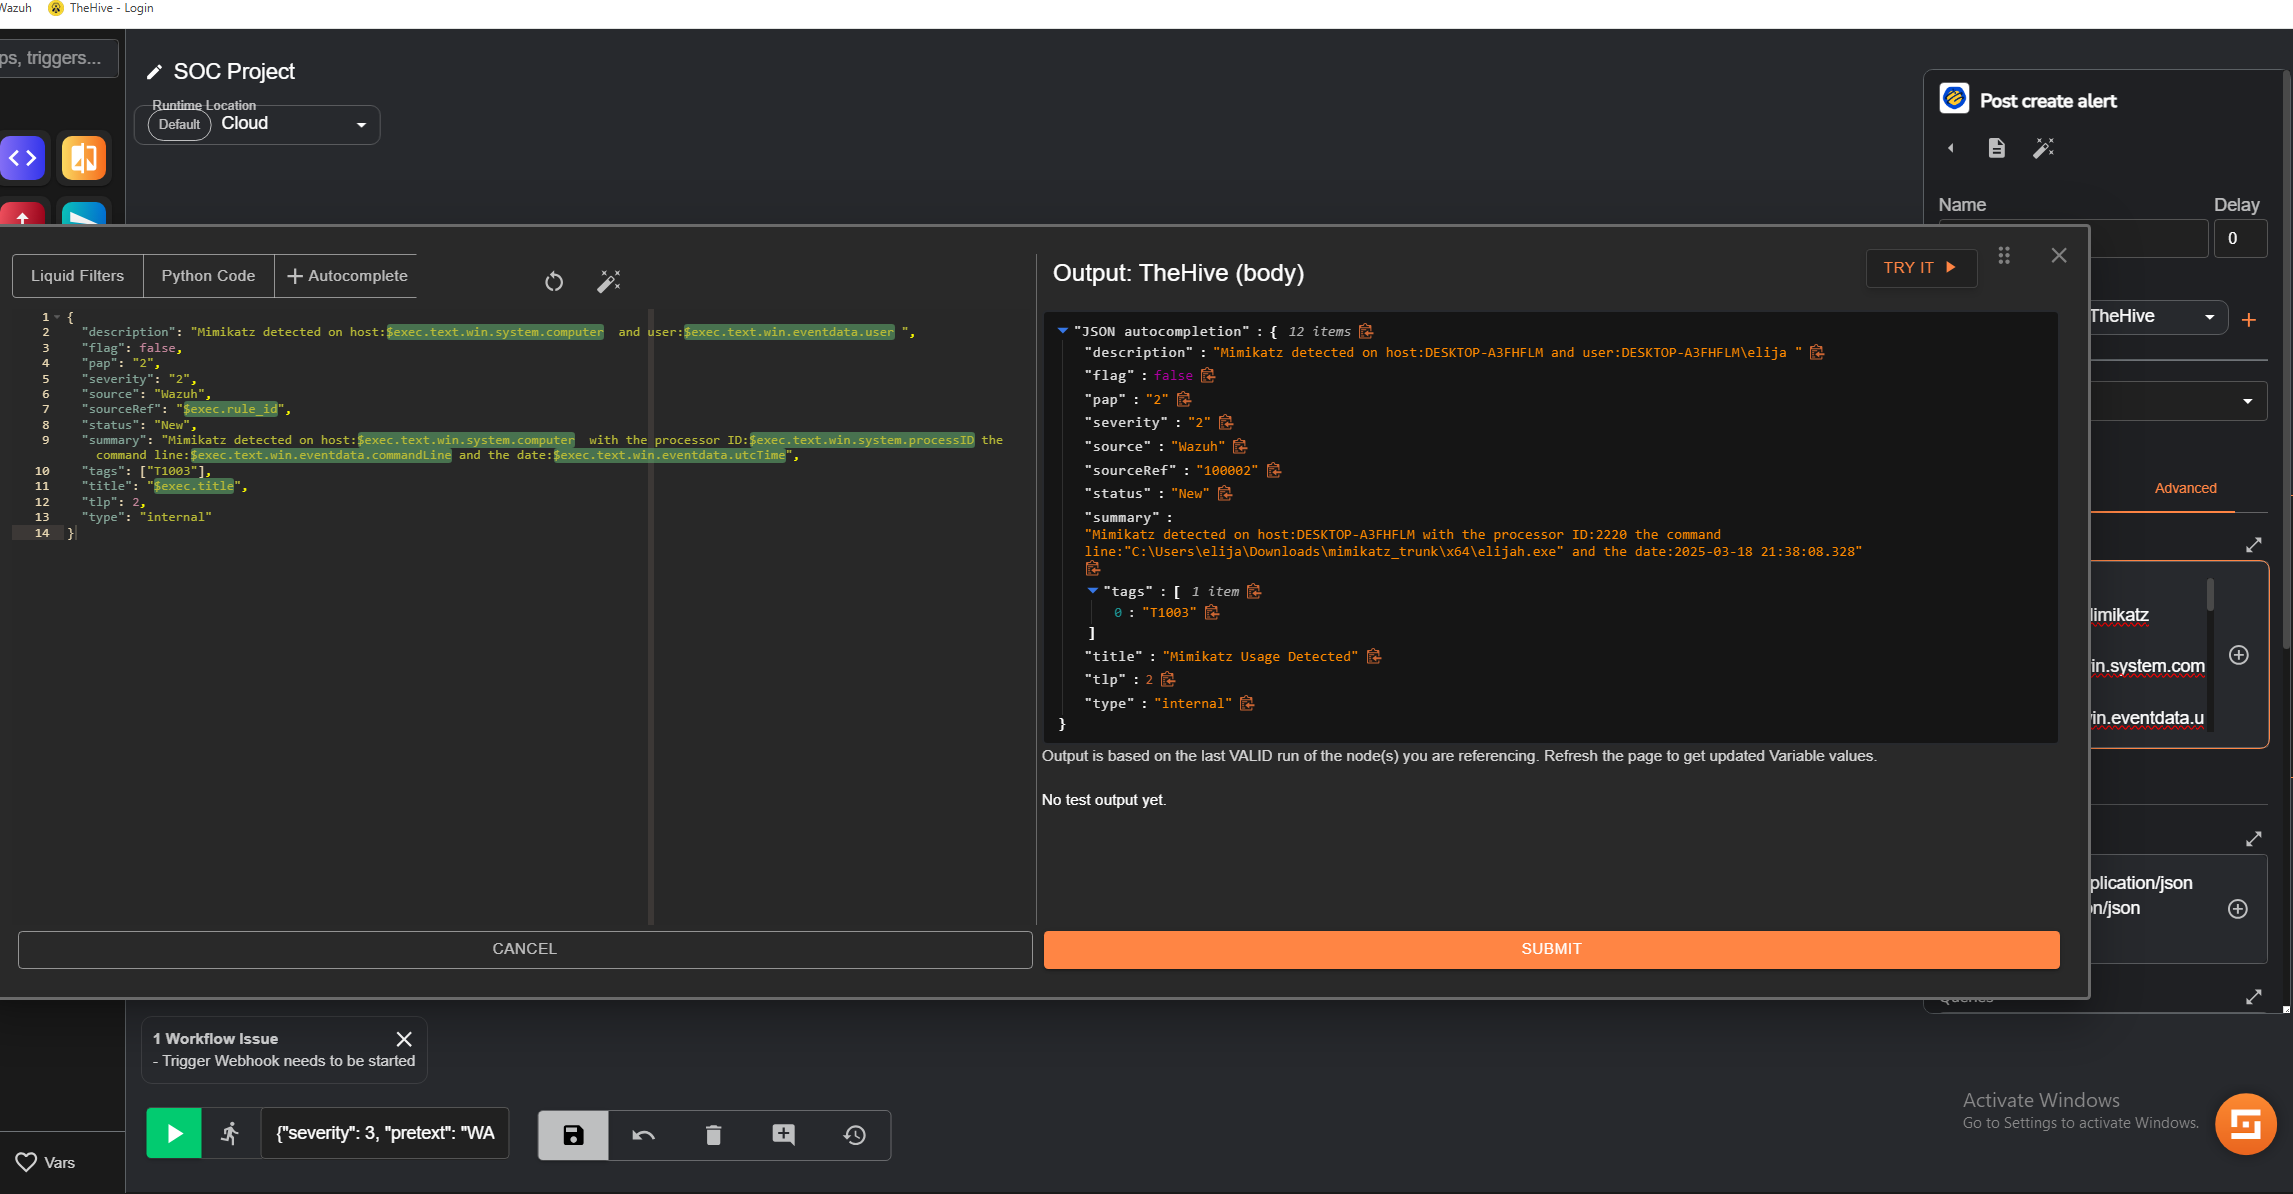 Wazuh
TheHive - Login
ps, triggers...
SOC Project
Runtime Location
Default Cloud
Post create alert
Name
Delay
0
TheHive
Advanced
Liquid Filters
Python Code
Autocomplete
1 {
2 "description": "Mimikatz detected on host:$exec.text.win.system.computer  and user:$exec.text.win.eventdata.user ",
3 "flag": false,
4 "pap": "2",
5 "severity": "2",
6 "source": "Wazuh",
7 "sourceRef": "$exec.rule_id",
8 "status": "New",
9 "summary": "Mimikatz detected on host:$exec.text.win.system.computer  with the processor ID:$exec.text.win.system.processID the
command line:$exec.text.win.eventdata.commandLine and the date:$exec.text.win.eventdata.utcTime",
10 "tags": ["T1003"],
11 "title": "$exec.title",
12 "tlp": 2,
13 "type": "internal"
14 }
Output: TheHive (body)
TRY IT
"JSON autocompletion" : { 12 items
"description" : "Mimikatz detected on host:DESKTOP-A3FHFLM and user:DESKTOP-A3FHFLM\elija "
"flag" : false
"pap" : "2"
"severity" : "2"
"source" : "Wazuh"
"sourceRef" : "100002"
"status" : "New"
"summary" :
"Mimikatz detected on host:DESKTOP-A3FHFLM with the processor ID:2220 the command
line:"C:\Users\elija\Downloads\mimikatz_trunk\x64\elijah.exe" and the date:2025-03-18 21:38:08.328"
"tags" : [ 1 item
0 : "T1003"
]
"title" : "Mimikatz Usage Detected"
"tlp" : 2
"type" : "internal"
}
Output is based on the last VALID run of the node(s) you are referencing. Refresh the page to get updated Variable values.
No test output yet.
CANCEL
SUBMIT
imikatz
in.system.com
in.eventdata.u
plication/json
n/json
Queries
1 Workflow Issue
- Trigger Webhook needs to be started
{"severity": 3, "pretext": "WA
Vars
Activate Windows
Go to Settings to activate Windows.